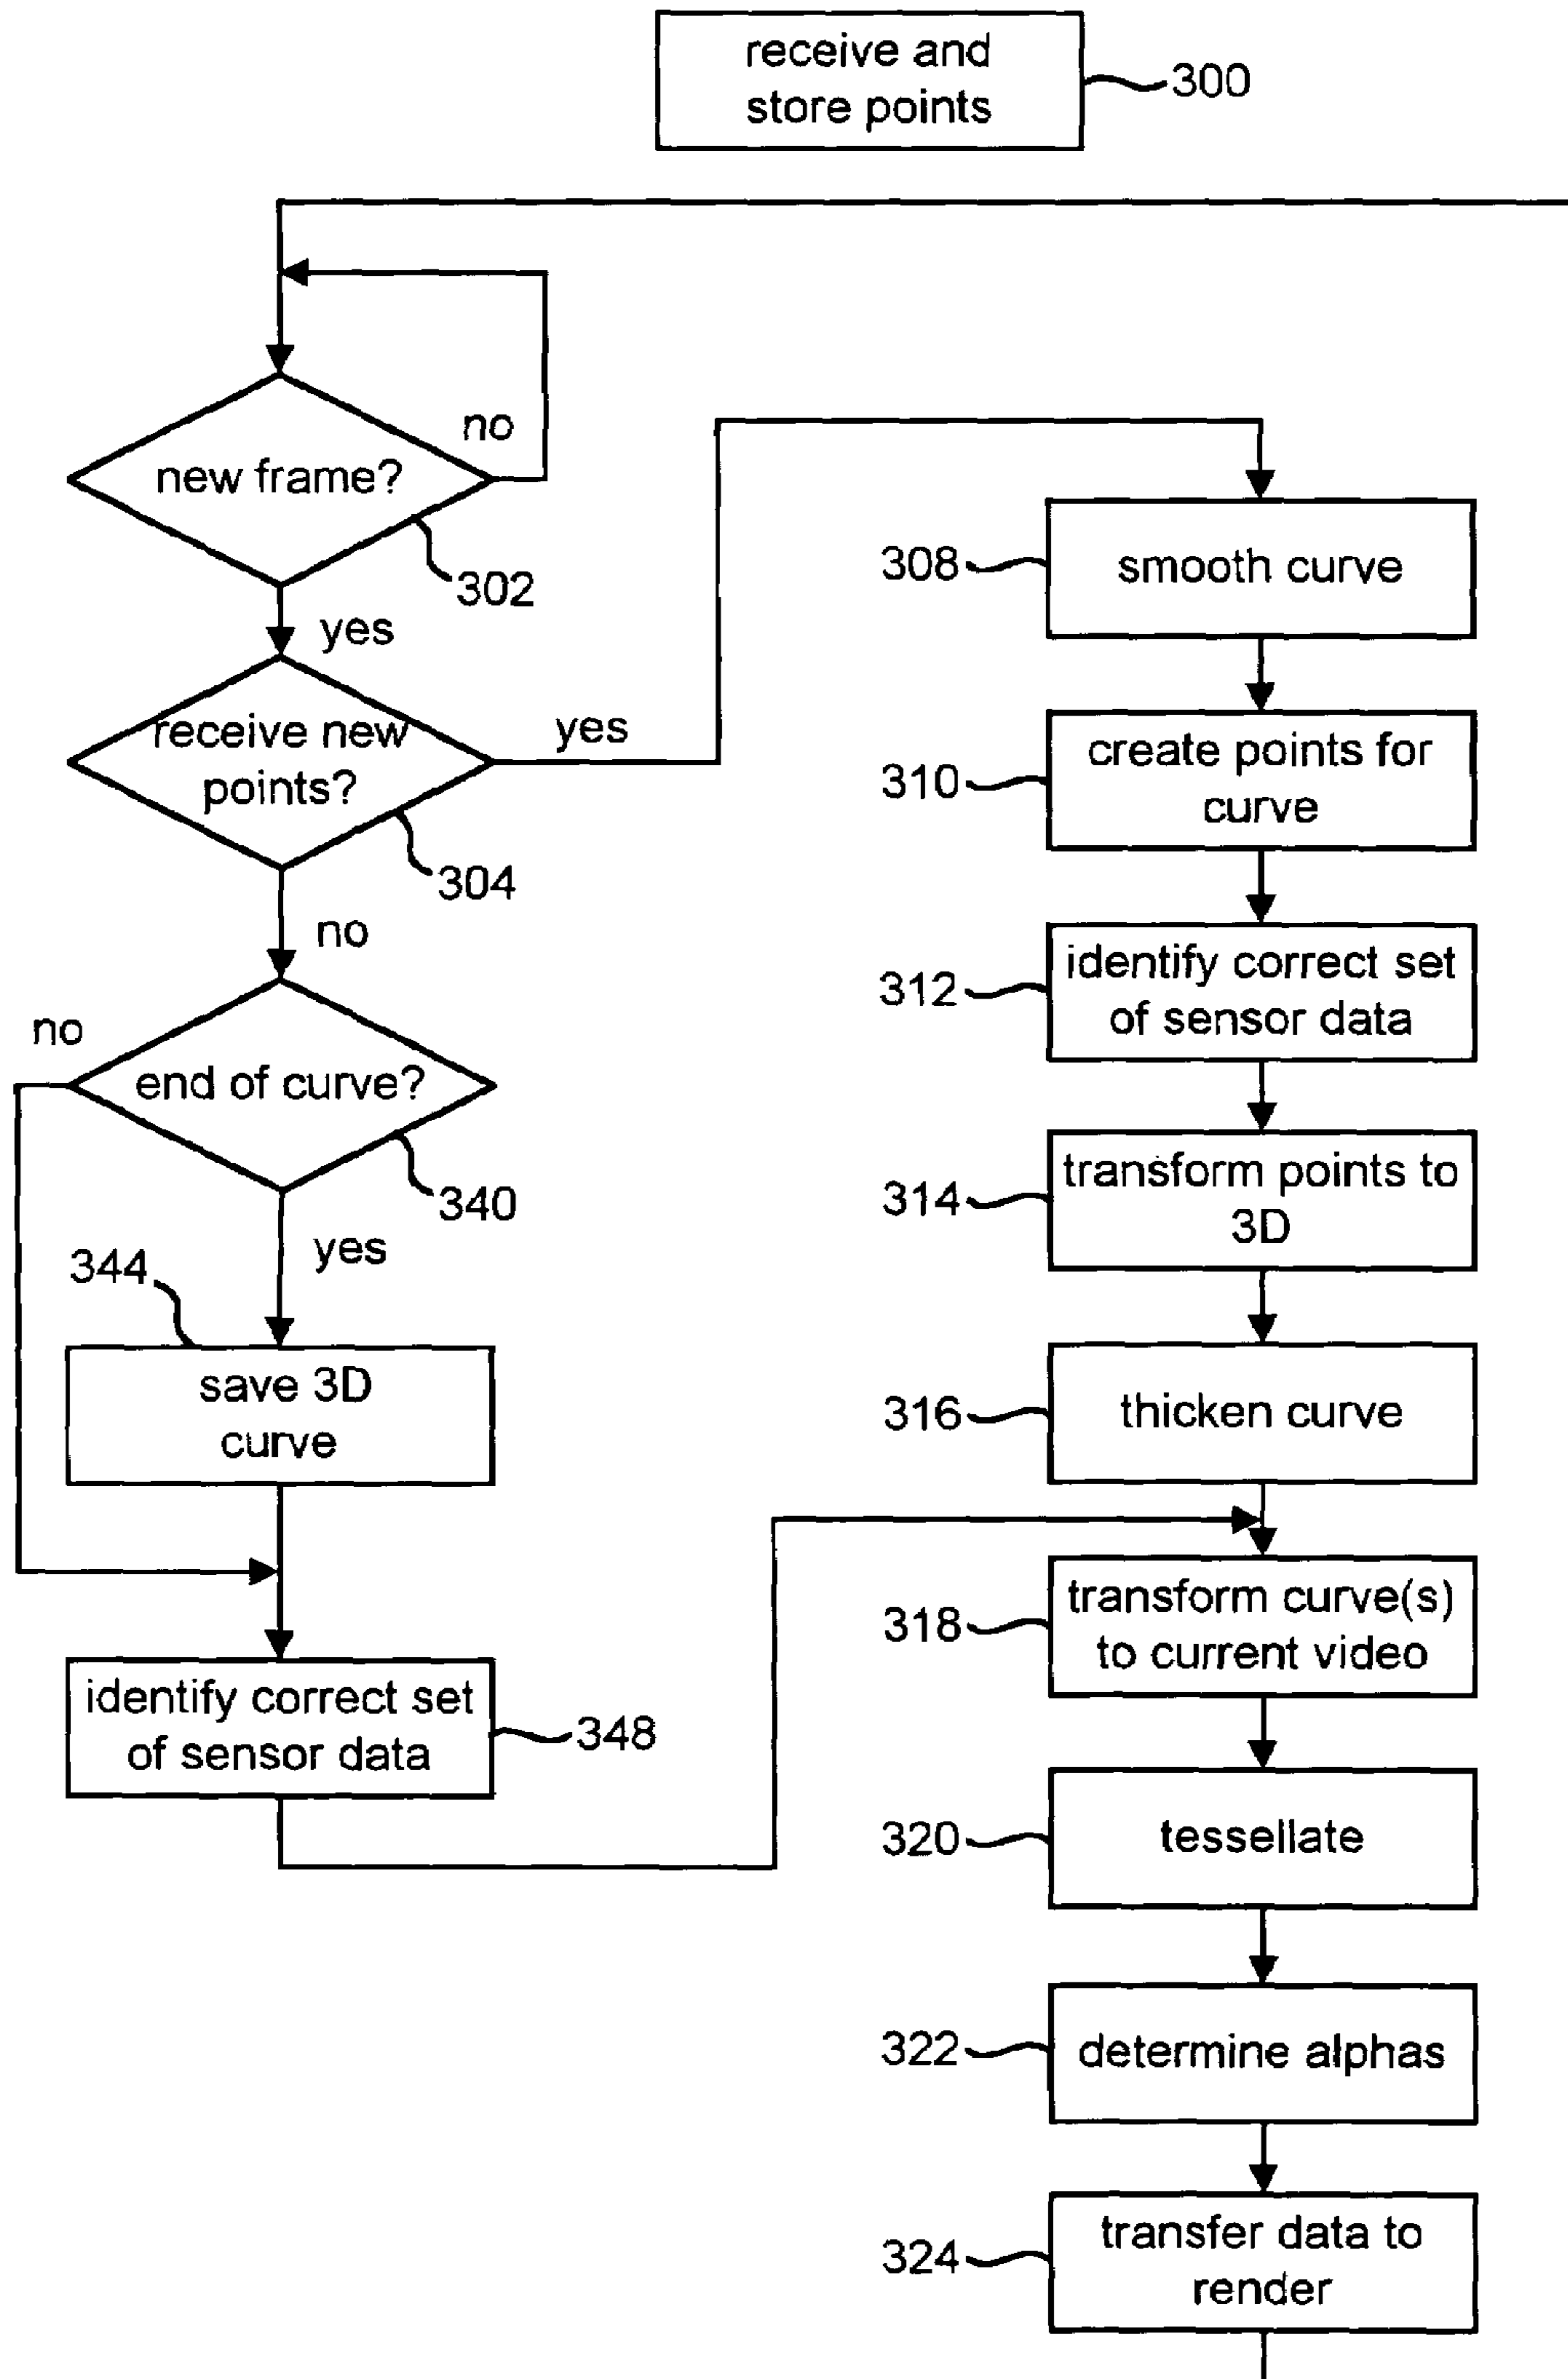 receive and
store points
300
no
new frame?
302
yes
receive new
points?
yes
304
no
no
end of curve?
340
yes
344
save 3D
curve
identify correct set
of sensor data
348
308
smooth curve
310
create points for
curve
312
identify correct set
of sensor data
314
transform points to
3D
316
thicken curve
318
transform curve(s)
to current video
320
tessellate
322
determine alphas
324
transfer data to
render